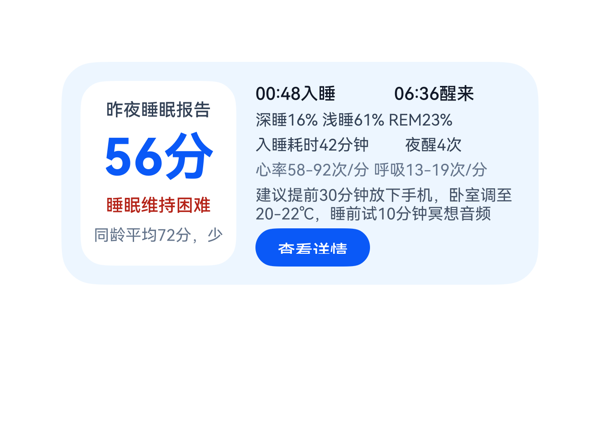 昨夜睡眠报告
56分
睡眠维持困难
同龄平均72分，少
00:48入睡 06:36醒来
深睡16% 浅睡61% REM23%
入睡耗时42分钟 夜醒4次
心率58-92次/分 呼吸13-19次/分
建议提前30分钟放下手机，卧室调至
20-22℃，睡前试10分钟冥想音频
查看详情